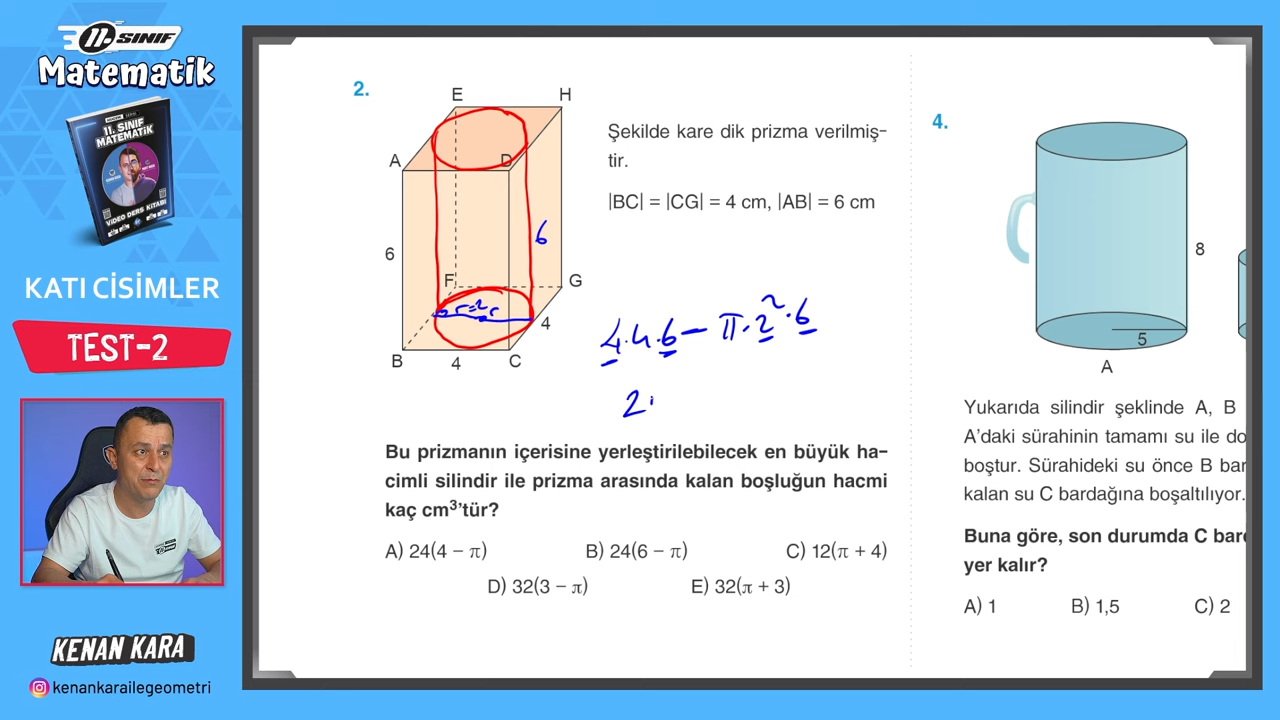 11. SINIF
Matematik
11. SINIF
MATEMATİK
VİDEO DERS KİTABI
KATI CİSİMLER
TEST-2
KENAN KARA
kenankarailegeometri
2.
E
H
A
D
6
6
F
G
r=2
r
4
B
4
C
Şekilde kare dik prizma verilmiş-
tir.
|BC| = |CG| = 4 cm, |AB| = 6 cm
4.4.6 - π.2².6
2.
Bu prizmanın içerisine yerleştirilebilecek en büyük ha-
cimli silindir ile prizma arasında kalan boşluğun hacmi
kaç cm³'tür?
A) 24(4 – π)
B) 24(6 – π)
C) 12(π + 4)
D) 32(3 – π)
E) 32(π + 3)
4.
8
5
A
Yukarıda silindir şeklinde A, B
A'daki sürahinin tamamı su ile do
boştur. Sürahideki su önce B bar
kalan su C bardağına boşaltılıyor.
Buna göre, son durumda C bard
yer kalır?
A) 1
B) 1,5
C) 2